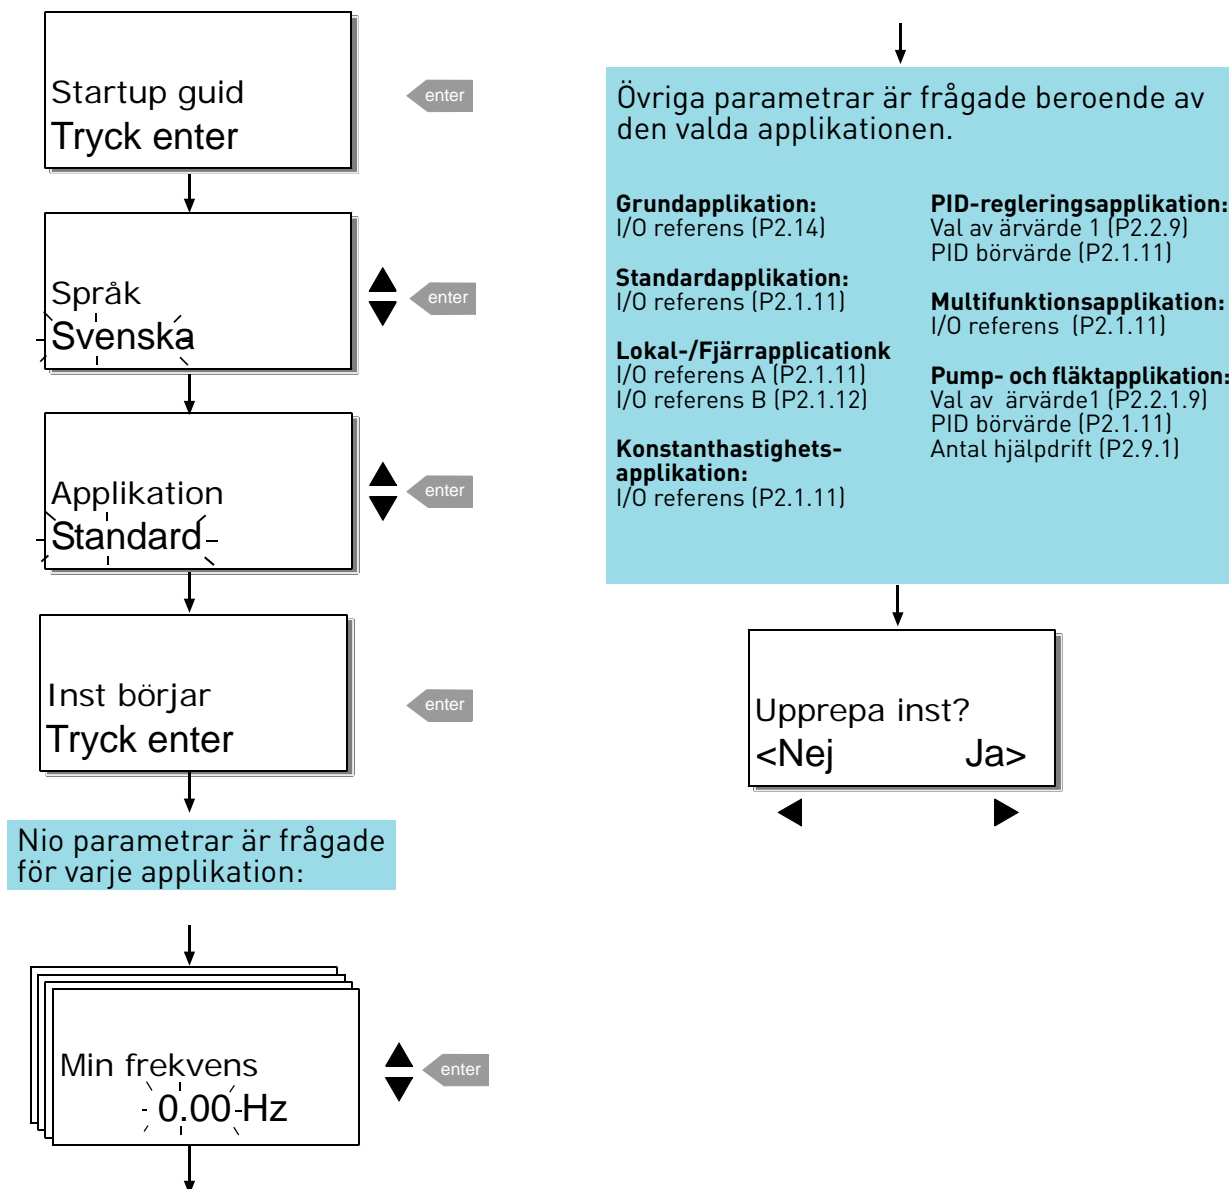 Startup guid
Tryck enter
enter
Språk
Svenska
enter
Applikation
Standard
enter
Inst börjar
Tryck enter
enter
Nio parametrar är frågade
för varje applikation:
Min frekvens
0.00 Hz
enter
Övriga parametrar är frågade beroende av
den valda applikationen.
Grundapplikation:
I/O referens (P2.14)
Standardapplikation:
I/O referens (P2.1.11)
Lokal-/Fjärrapplicationk
I/O referens A (P2.1.11)
I/O referens B (P2.1.12)
Konstanthastighets-
applikation:
I/O referens (P2.1.11)
PID-regleringsapplikation:
Val av ärvärde 1 (P2.2.9)
PID börvärde (P2.1.11)
Multifunktionsapplikation:
I/O referens (P2.1.11)
Pump- och fläktapplikation:
Val av ärvärde1 (P2.2.1.9)
PID börvärde (P2.1.11)
Antal hjälpdrift (P2.9.1)
Upprepa inst?
<Nej Ja>